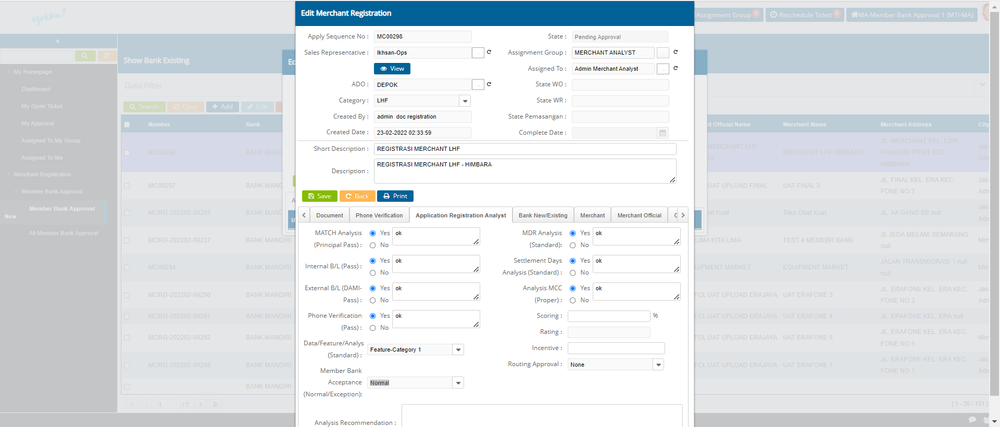 yokke!
Edit Merchant Registration
Assignment Group 0
Reschedule Ticket 0
MA-Member Bank Approval 1 (MTI-MA)
Apply Sequence No : MC00298
State : Pending Approval
Sales Representative : Ikhsan-Ops
Assignment Group : MERCHANT ANALYST
View
Assigned To : Admin Merchant Analyst
ADO : DEPOK
State WO :
Category : LHF
State WR :
Created By : admin doc registration
State Pemasangan :
Created Date : 23-02-2022 02:33:59
Complete Date :
Short Description : REGISTRASI MERCHANT LHF
Description : REGISTRASI MERCHANT LHF - HIMBARA
Save Back Print
Document Phone Verification Application Registration Analyst Bank New/Existing Merchant Merchant Official
MATCH Analysis (Principal Pass) : Yes No ok
MDR Analysis (Standard): Yes No ok
Internal B/L (Pass) : Yes No ok
Settlement Days Analysis (Standard) : Yes No ok
External B/L (DAMI-Pass) : Yes No ok
Analysis MCC (Proper) : Yes No ok
Phone Verification (Pass) : Yes No ok
Scoring : %
Rating :
Data/Feature/Analys (Standard) : Feature-Category 1
Incentive :
Routing Approval : None
Member Bank Acceptance (Normal/Exception): Normal
Analysis Recommendation :
My Homepage
Dashboard
My Open Ticket
My Approval
Assigned To My Group
Assigned To Me
Merchant Registration
Member Bank Approval
Member Bank Approval New
All Member Bank Approval
Show Bank Existing
Data Filter
Search Clear Add Edit
Number Bank
Official Name Merchant Name Merchant Address City
MC00298 BANK MAND MERCHANT LHF MERCHANT LHF HIMBARA JL. MERCHANT KEL. LOW HANGING FRUIT KEC. HIMBARA
MC00297 BANK MAND UAT UPLOAD FINAL UAT FINAL 3 JL. FINAL KEL. ERA KEC. FONE NO 3
MCRG-202202-00255 BANK MAND Obat Kuat Toko Obat Kuat JL. AA GANG BB null
MCRG-202202-00237 BANK MANDIRI LIMA KITA LIMA TEST 4 MEMEBR BANK JL JEDA MELANI SEMARANG null
MC00294 BANK MANDIRI EQUIPMENT MARKET JALAN TRANSMIGRASI 1 null null
MCRG-202202-00290 BANK MANDIRI FCL UAT UPLOAD ERAJAYA UAT ERAFONE 3 JL. ERAFONE KEL. ERA KEC. FONE NO 3
MCRG-202202-00291 BANK MANDIRI FCL UAT UPLOAD ERAJAYA UAT ERAFONE 4 JL. ERAFONE KEL. ERA null
MCRG-202202-00292 BANK MANDIRI FCL UAT UPLOAD ERAJAYA UAT ERAFONE 5 JL. ERAFONE KEL. ERA KEC. FONE NO 5
MCRG-202202-00288 BANK MANDIRI FCL UAT UPLOAD ERAJAYA UAT ERAFONE 1 JL. ERAFONE KEL. ERA KEC. FONE NO 1
BANK MANDIRI
1 / 7
[ 1 - 20 / 131 ]